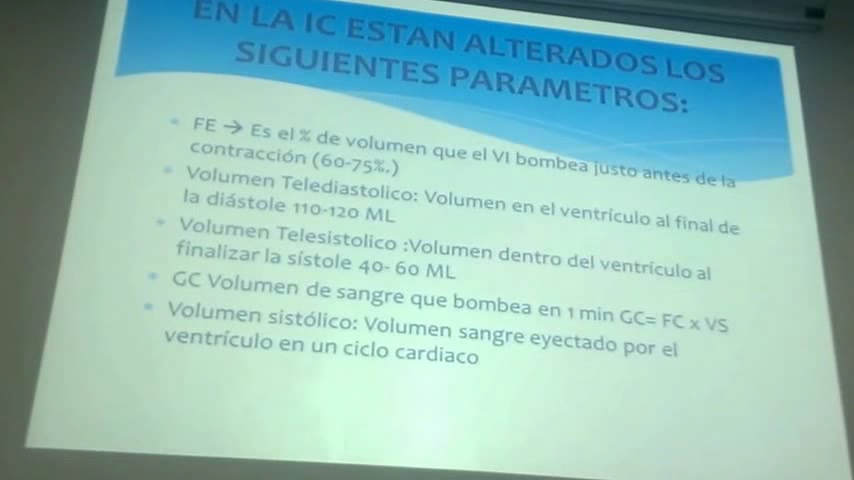 EN LA IC ESTAN ALTERADOS LOS
SIGUIENTES PARAMETROS:
FE → Es el % de volumen que el VI bombea justo antes de la
contracción (60-75%.)
Volumen Telediastolico: Volumen en el ventrículo al final de
la diástole 110-120 ML
Volumen Telesistolico :Volumen dentro del ventrículo al
finalizar la sístole 40- 60 ML
GC Volumen de sangre que bombea en 1 min GC= FC x VS
Volumen sistólico: Volumen sangre eyectado por el
ventrículo en un ciclo cardiaco